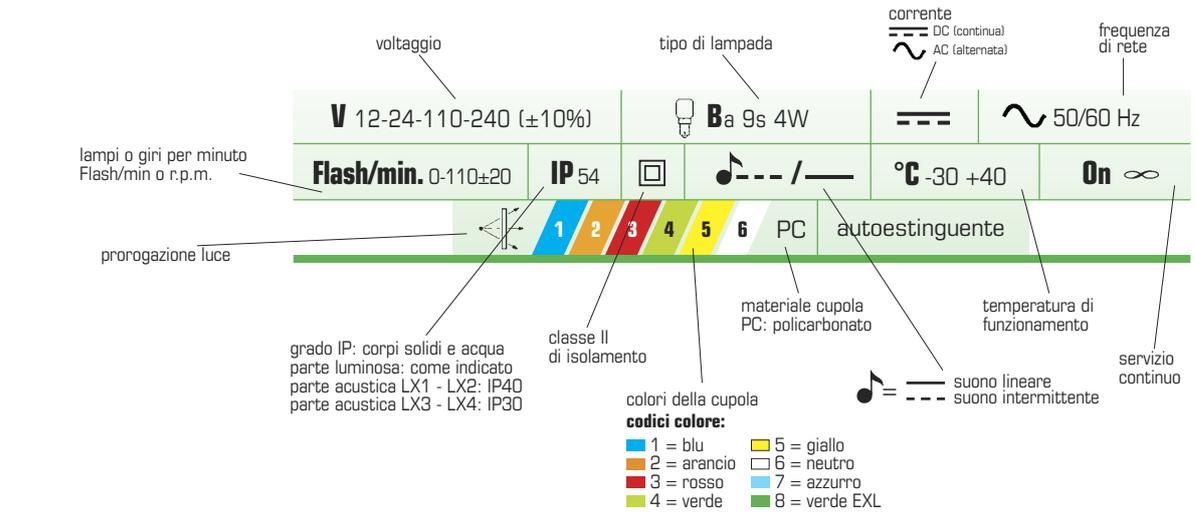 corrente
DC (continua)
AC (alternata)
voltaggio
tipo di lampada
frequenza
di rete
V 12-24-110-240 (±10%)
Ba 9s 4W
50/60 Hz
lampi o giri per minuto
Flash/min o r.p.m.
Flash/min. 0-110±20
IP 54
/
°C -30 +40
On ∞
1 2 3 4 5 6 PC
autoestinguente
prorogazione luce
materiale cupola
PC: policarbonato
temperatura di
funzionamento
classe II
di isolamento
grado IP: corpi solidi e acqua
parte luminosa: come indicato
parte acustica LX1 - LX2: IP40
parte acustica LX3 - LX4: IP30
servizio
continuo
= suono lineare
suono intermittente
colori della cupola
codici colore:
1 = blu
2 = arancio
3 = rosso
4 = verde
5 = giallo
6 = neutro
7 = azzurro
8 = verde EXL